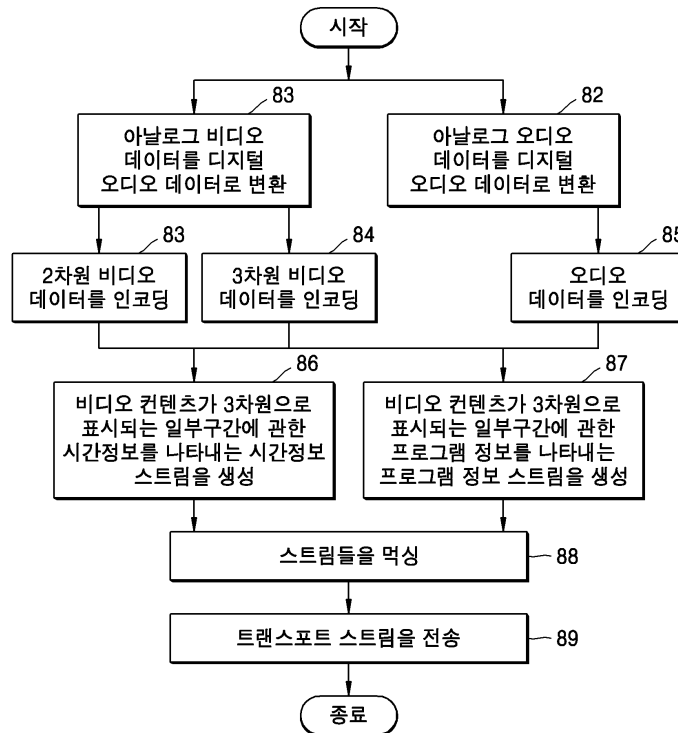 시작
83
아날로그 비디오
데이터를 디지털
오디오 데이터로 변환
82
아날로그 오디오
데이터를 디지털
오디오 데이터로 변환
83
2차원 비디오
데이터를 인코딩
84
3차원 비디오
데이터를 인코딩
85
오디오
데이터를 인코딩
86
비디오 컨텐츠가 3차원으로
표시되는 일부구간에 관한
시간정보를 나타내는 시간정보
스트림을 생성
87
비디오 컨텐츠가 3차원으로
표시되는 일부구간에 관한
프로그램 정보를 나타내는
프로그램 정보 스트림을 생성
스트림들을 먹싱
88
트랜스포트 스트림을 전송
89
종료